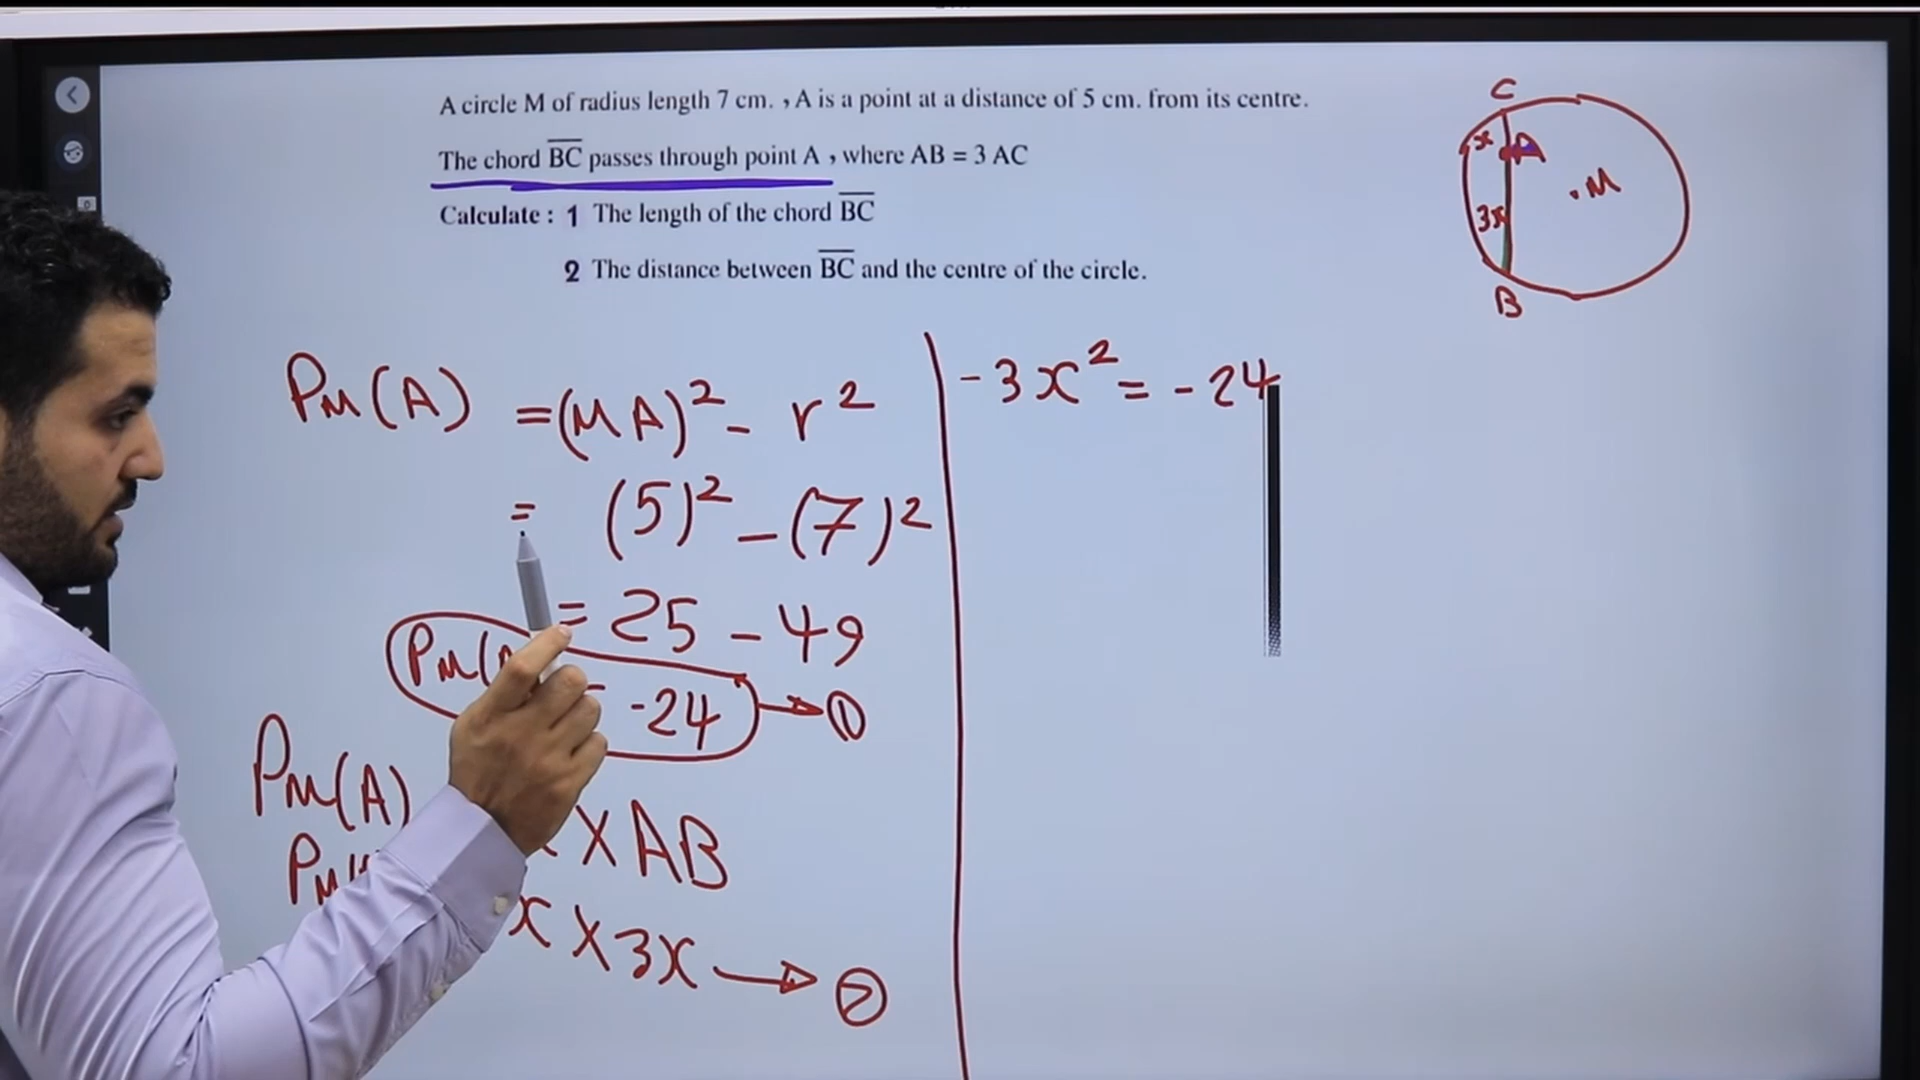 A circle M of radius length 7 cm. , A is a point at a distance of 5 cm. from its centre.
The chord BC passes through point A , where AB = 3 AC
Calculate : 1 The length of the chord BC
2 The distance between BC and the centre of the circle.
C
x A
M
3x
B
PM(A) = (MA)² - r²
= (5)² - (7)²
= 25 - 49
PM( = -24 → ①
PM(A) × AB
PM x × 3x → ②
-3x² = -24